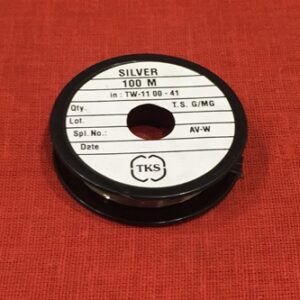 SILVER
100 M
in : TW-11 00 - 41
Qty. T.S. G/MG
Lot.
Spl. No.: AV-W
Date
TKS